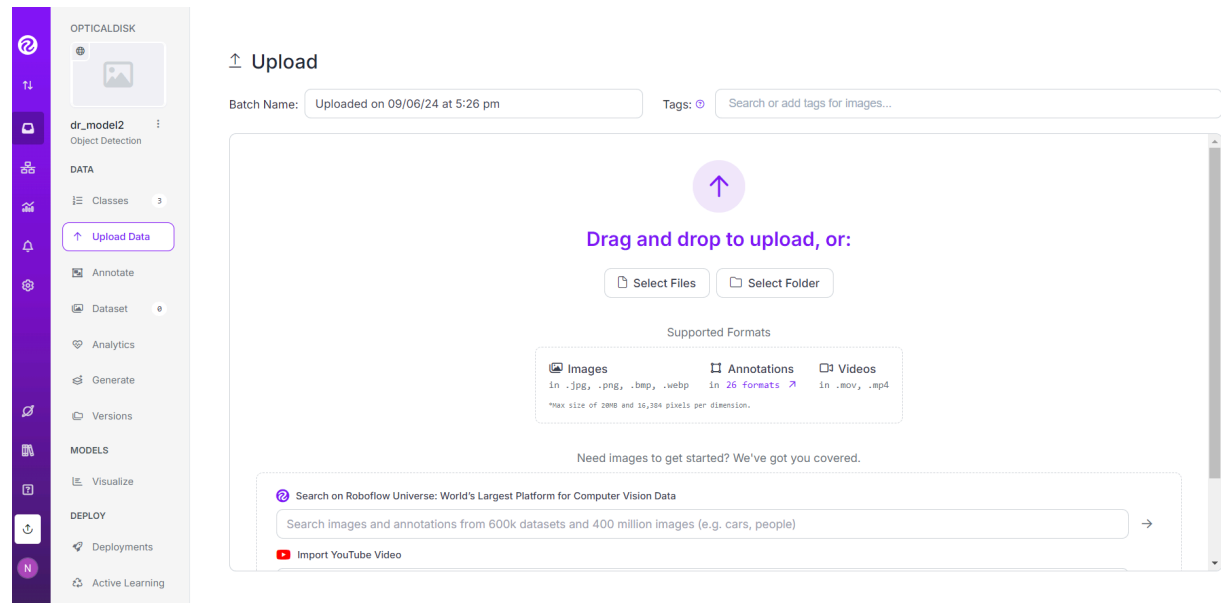 OPTICALDISK
dr_model2
Object Detection
DATA
Classes 3
Upload Data
Annotate
Dataset 0
Analytics
Generate
Versions
MODELS
Visualize
DEPLOY
Deployments
Active Learning
N
Upload
Batch Name: Uploaded on 09/06/24 at 5:26 pm Tags: Search or add tags for images...
Drag and drop to upload, or:
Select Files Select Folder
Supported Formats
Images Annotations Videos
in .jpg, .png, .bmp, .webp in 26 formats in .mov, .mp4
*Max size of 20MB and 16,384 pixels per dimension.
Need images to get started? We've got you covered.
Search on Roboflow Universe: World's Largest Platform for Computer Vision Data
Search images and annotations from 600k datasets and 400 million images (e.g. cars, people)
Import YouTube Video